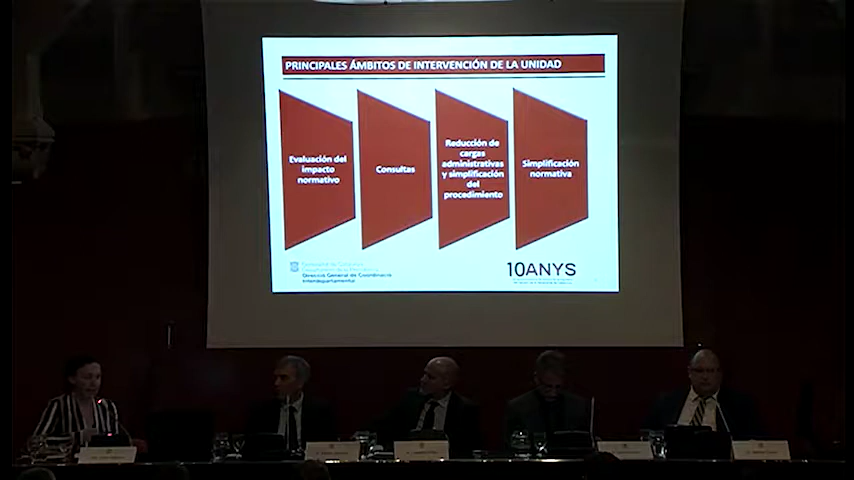 PRINCIPALES ÁMBITOS DE INTERVENCIÓN DE LA UNIDAD
Evaluación del
impacto
normativo
Consultas
Reducción de
cargas
administrativas
y simplificación
del
procedimiento
Simplificación
normativa
Dirección General de Coordinació
Interdepartamental
10ANYS